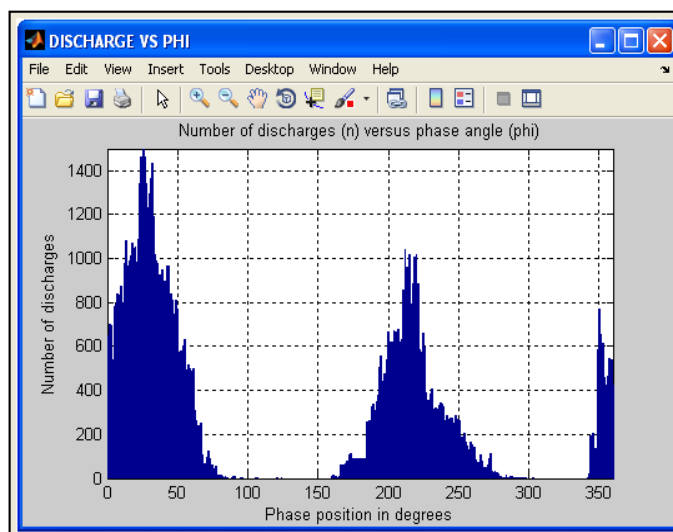 DISCHARGE VS PHI
File Edit View Insert Tools Desktop Window Help
Number of discharges (n) versus phase angle (phi)
1400
1200
1000
800
600
400
200
0
Number of discharges
0 50 100 150 200 250 300 350
Phase position in degrees